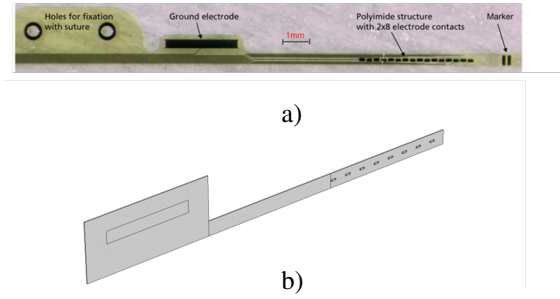 Holes for fixation
with suture
Ground electrode
1mm
Polyimide structure
with 2x8 electrode contacts
Marker
a)
b)